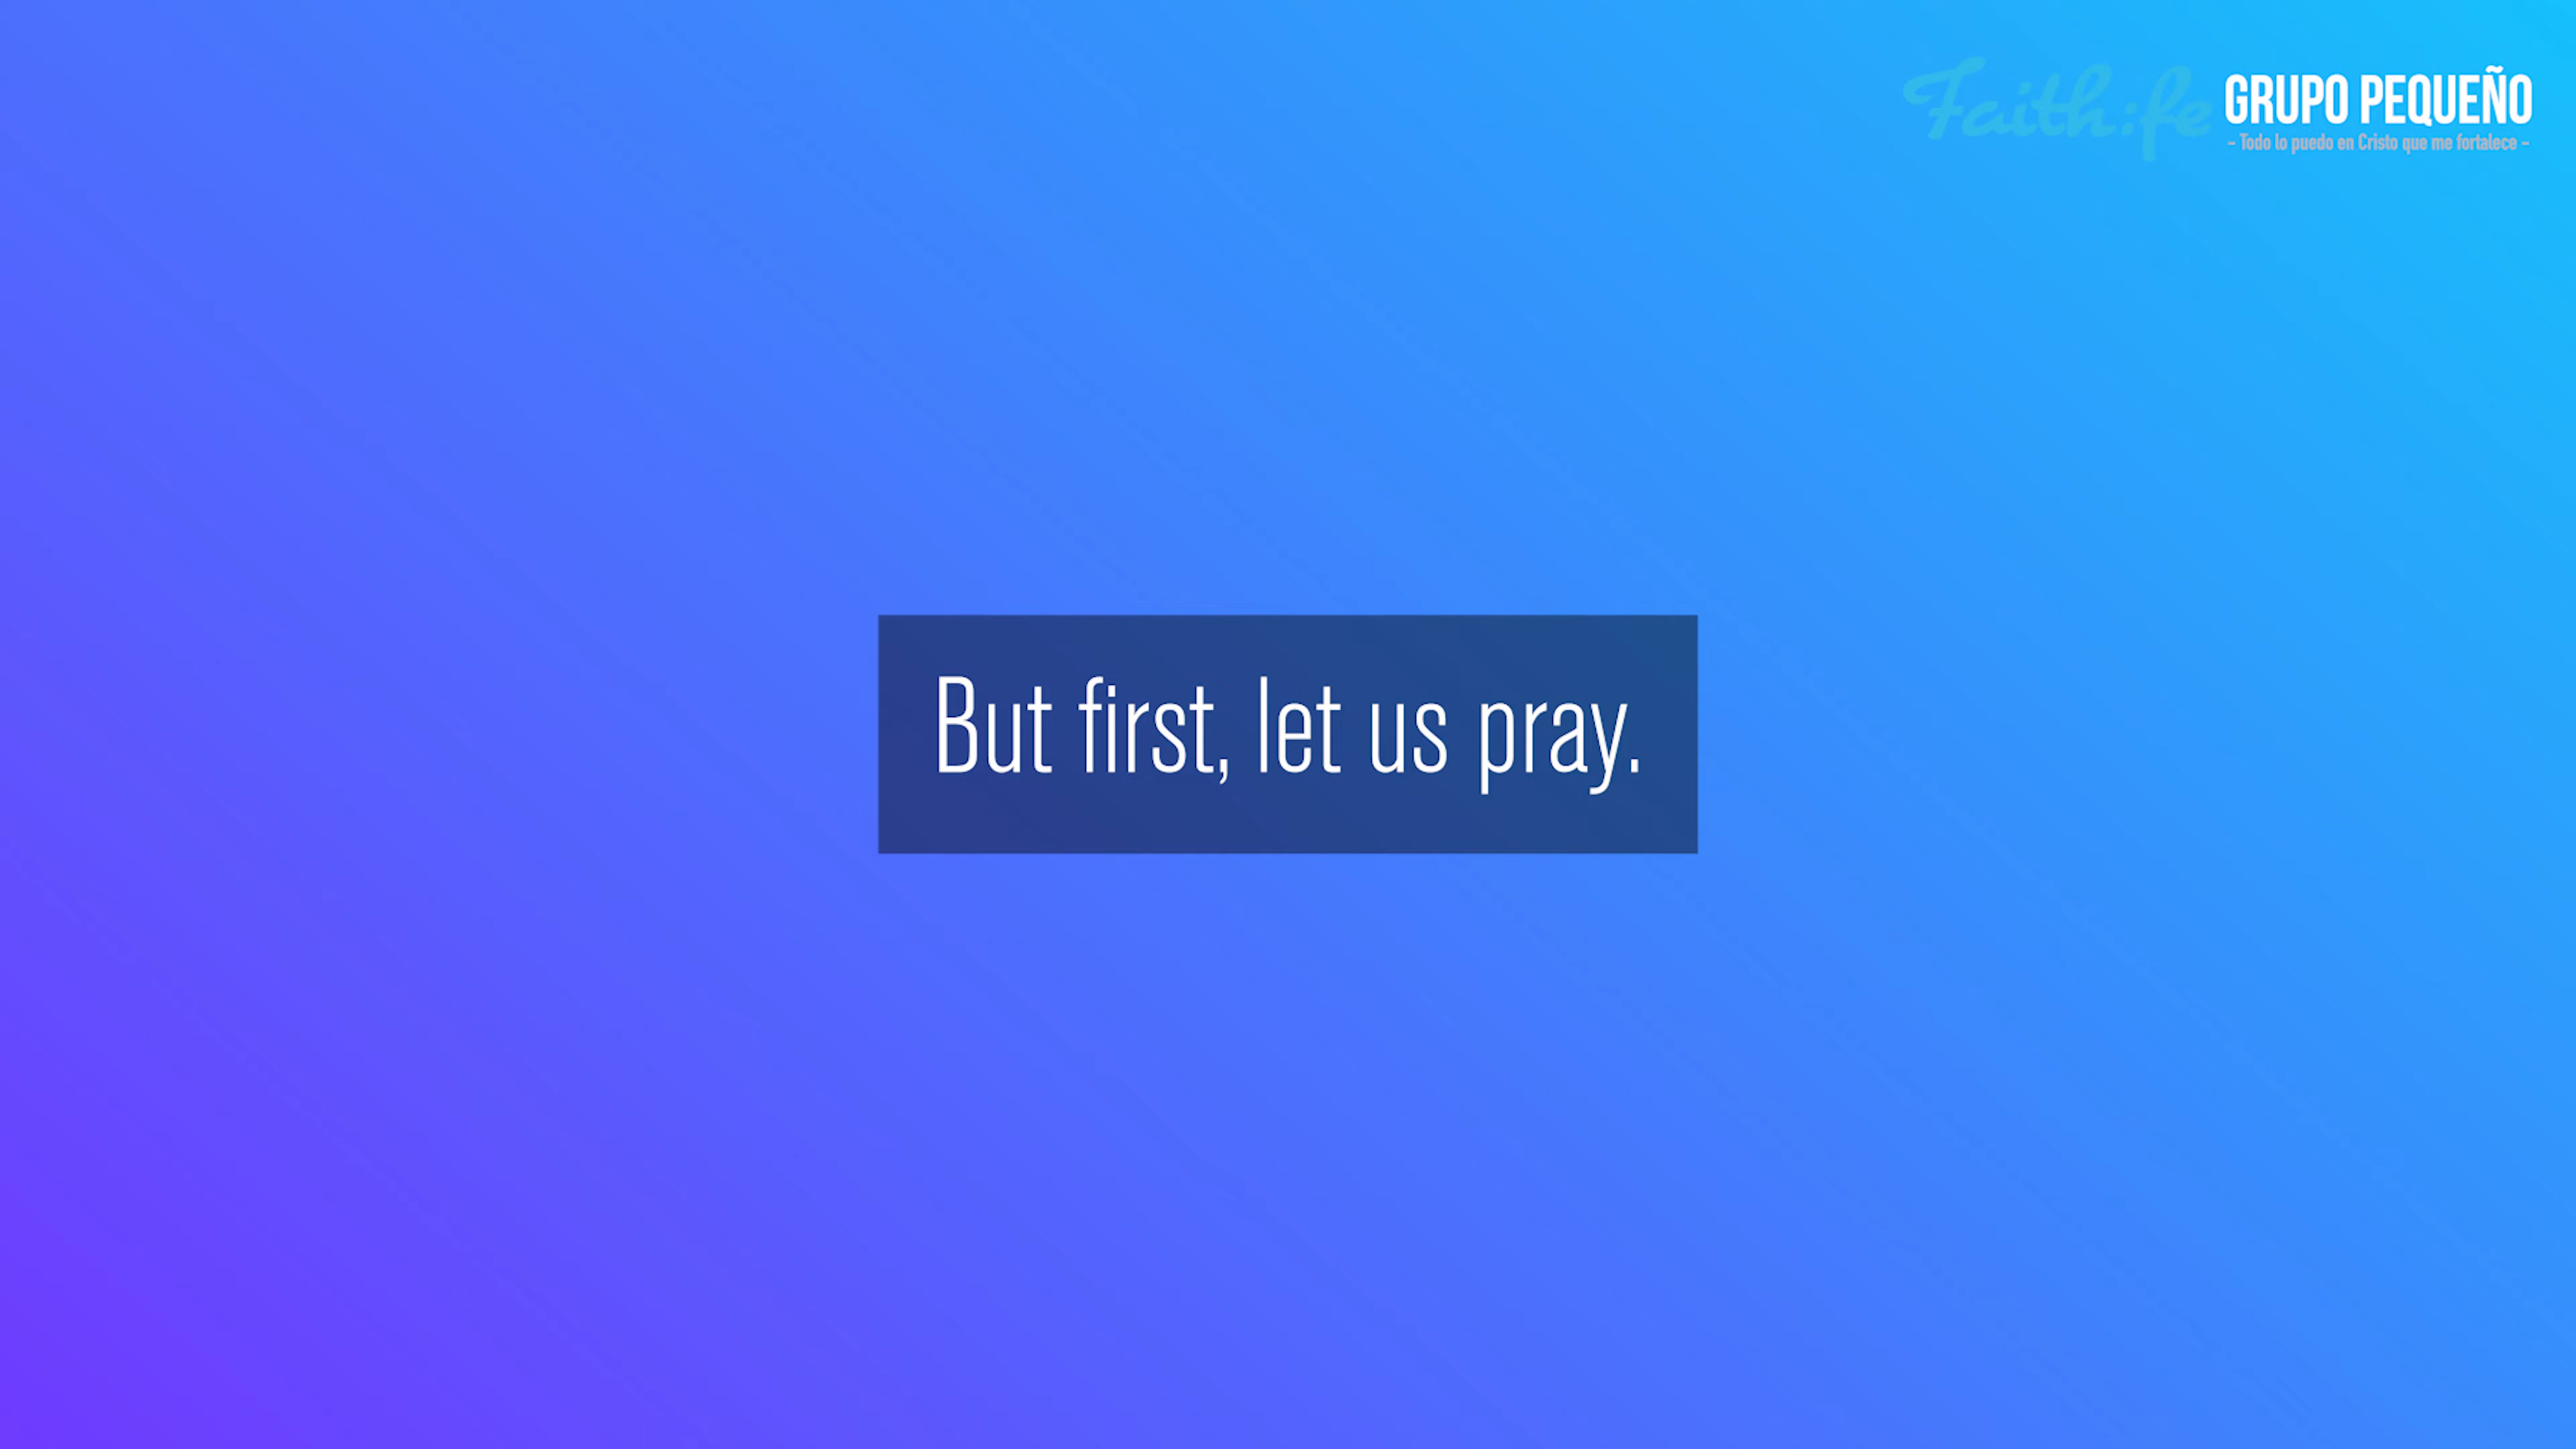 Faith:fe
GRUPO PEQUEÑO
- Todo lo puedo en Cristo que me fortalece -
But first, let us pray.